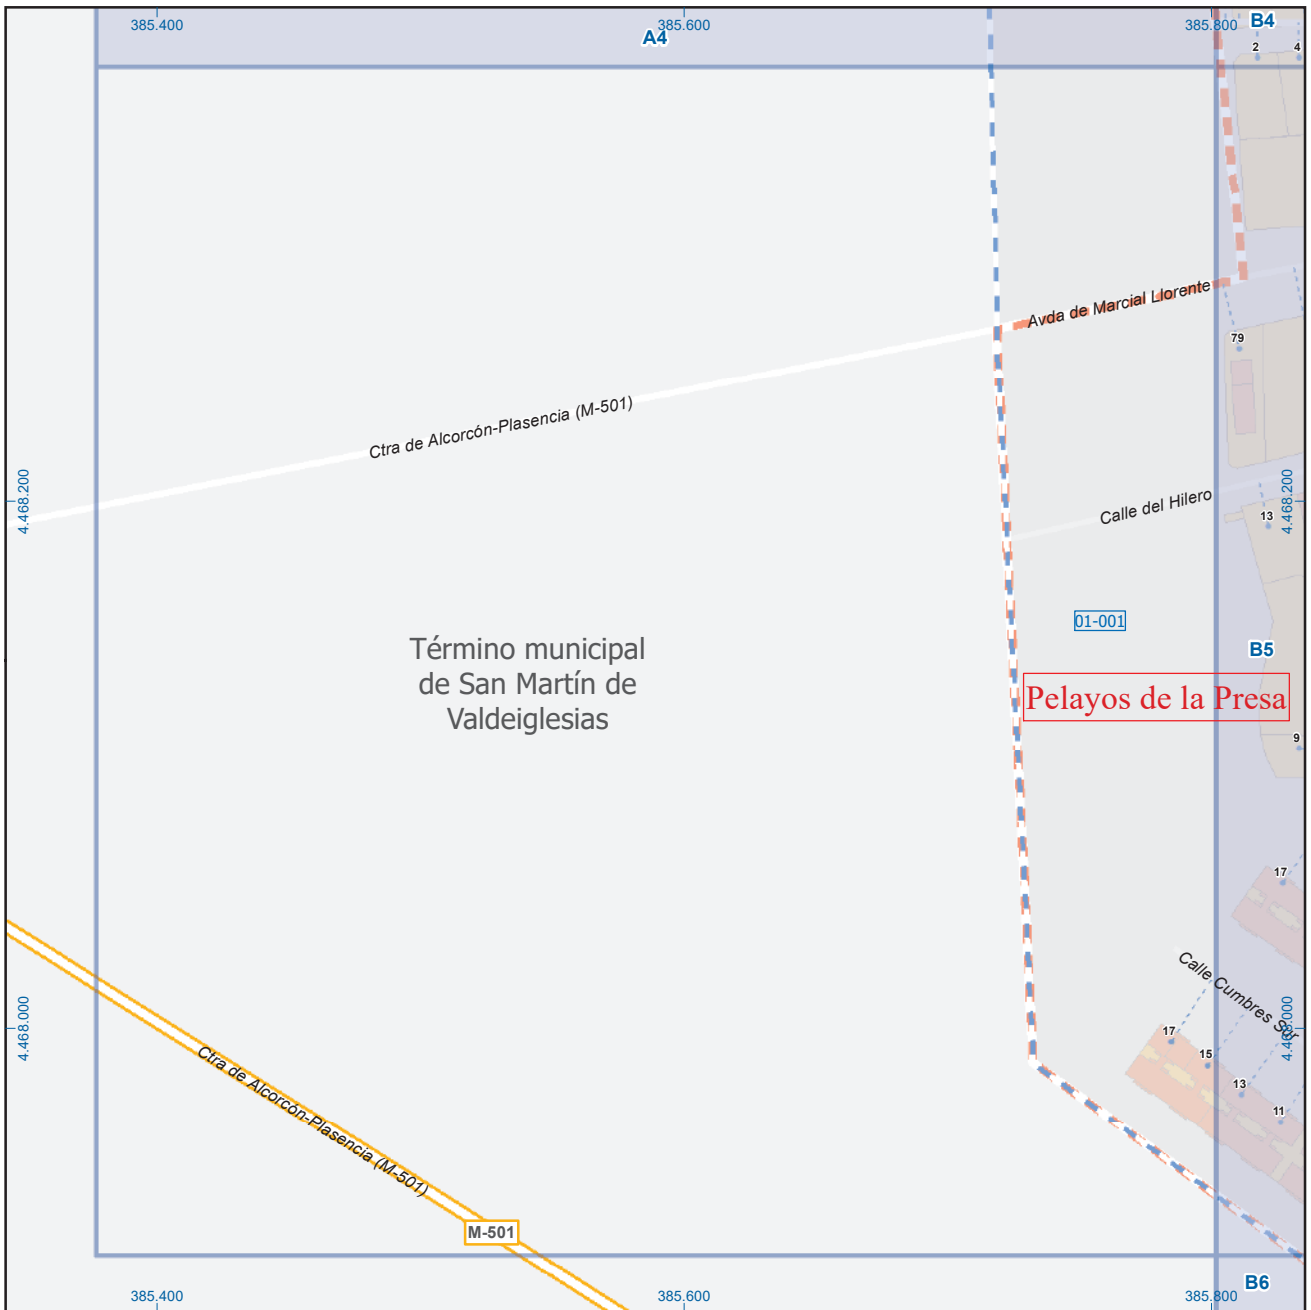 385.400
385.600
385.800
B4
A4
2
4
Avda de Marcial Llorente
79
Ctra de Alcorcón-Plasencia (M-501)
4.468.200
Calle del Hilero
4.468.200
13
01-001
Término municipal
de San Martín de
Valdeiglesias
B5
Pelayos de la Presa
9
17
Calle Cumbres Sur
4.468.000
4.468.000
17
15
13
11
Ctra de Alcorcón-Plasencia (M-501)
M-501
B6
385.400
385.600
385.800